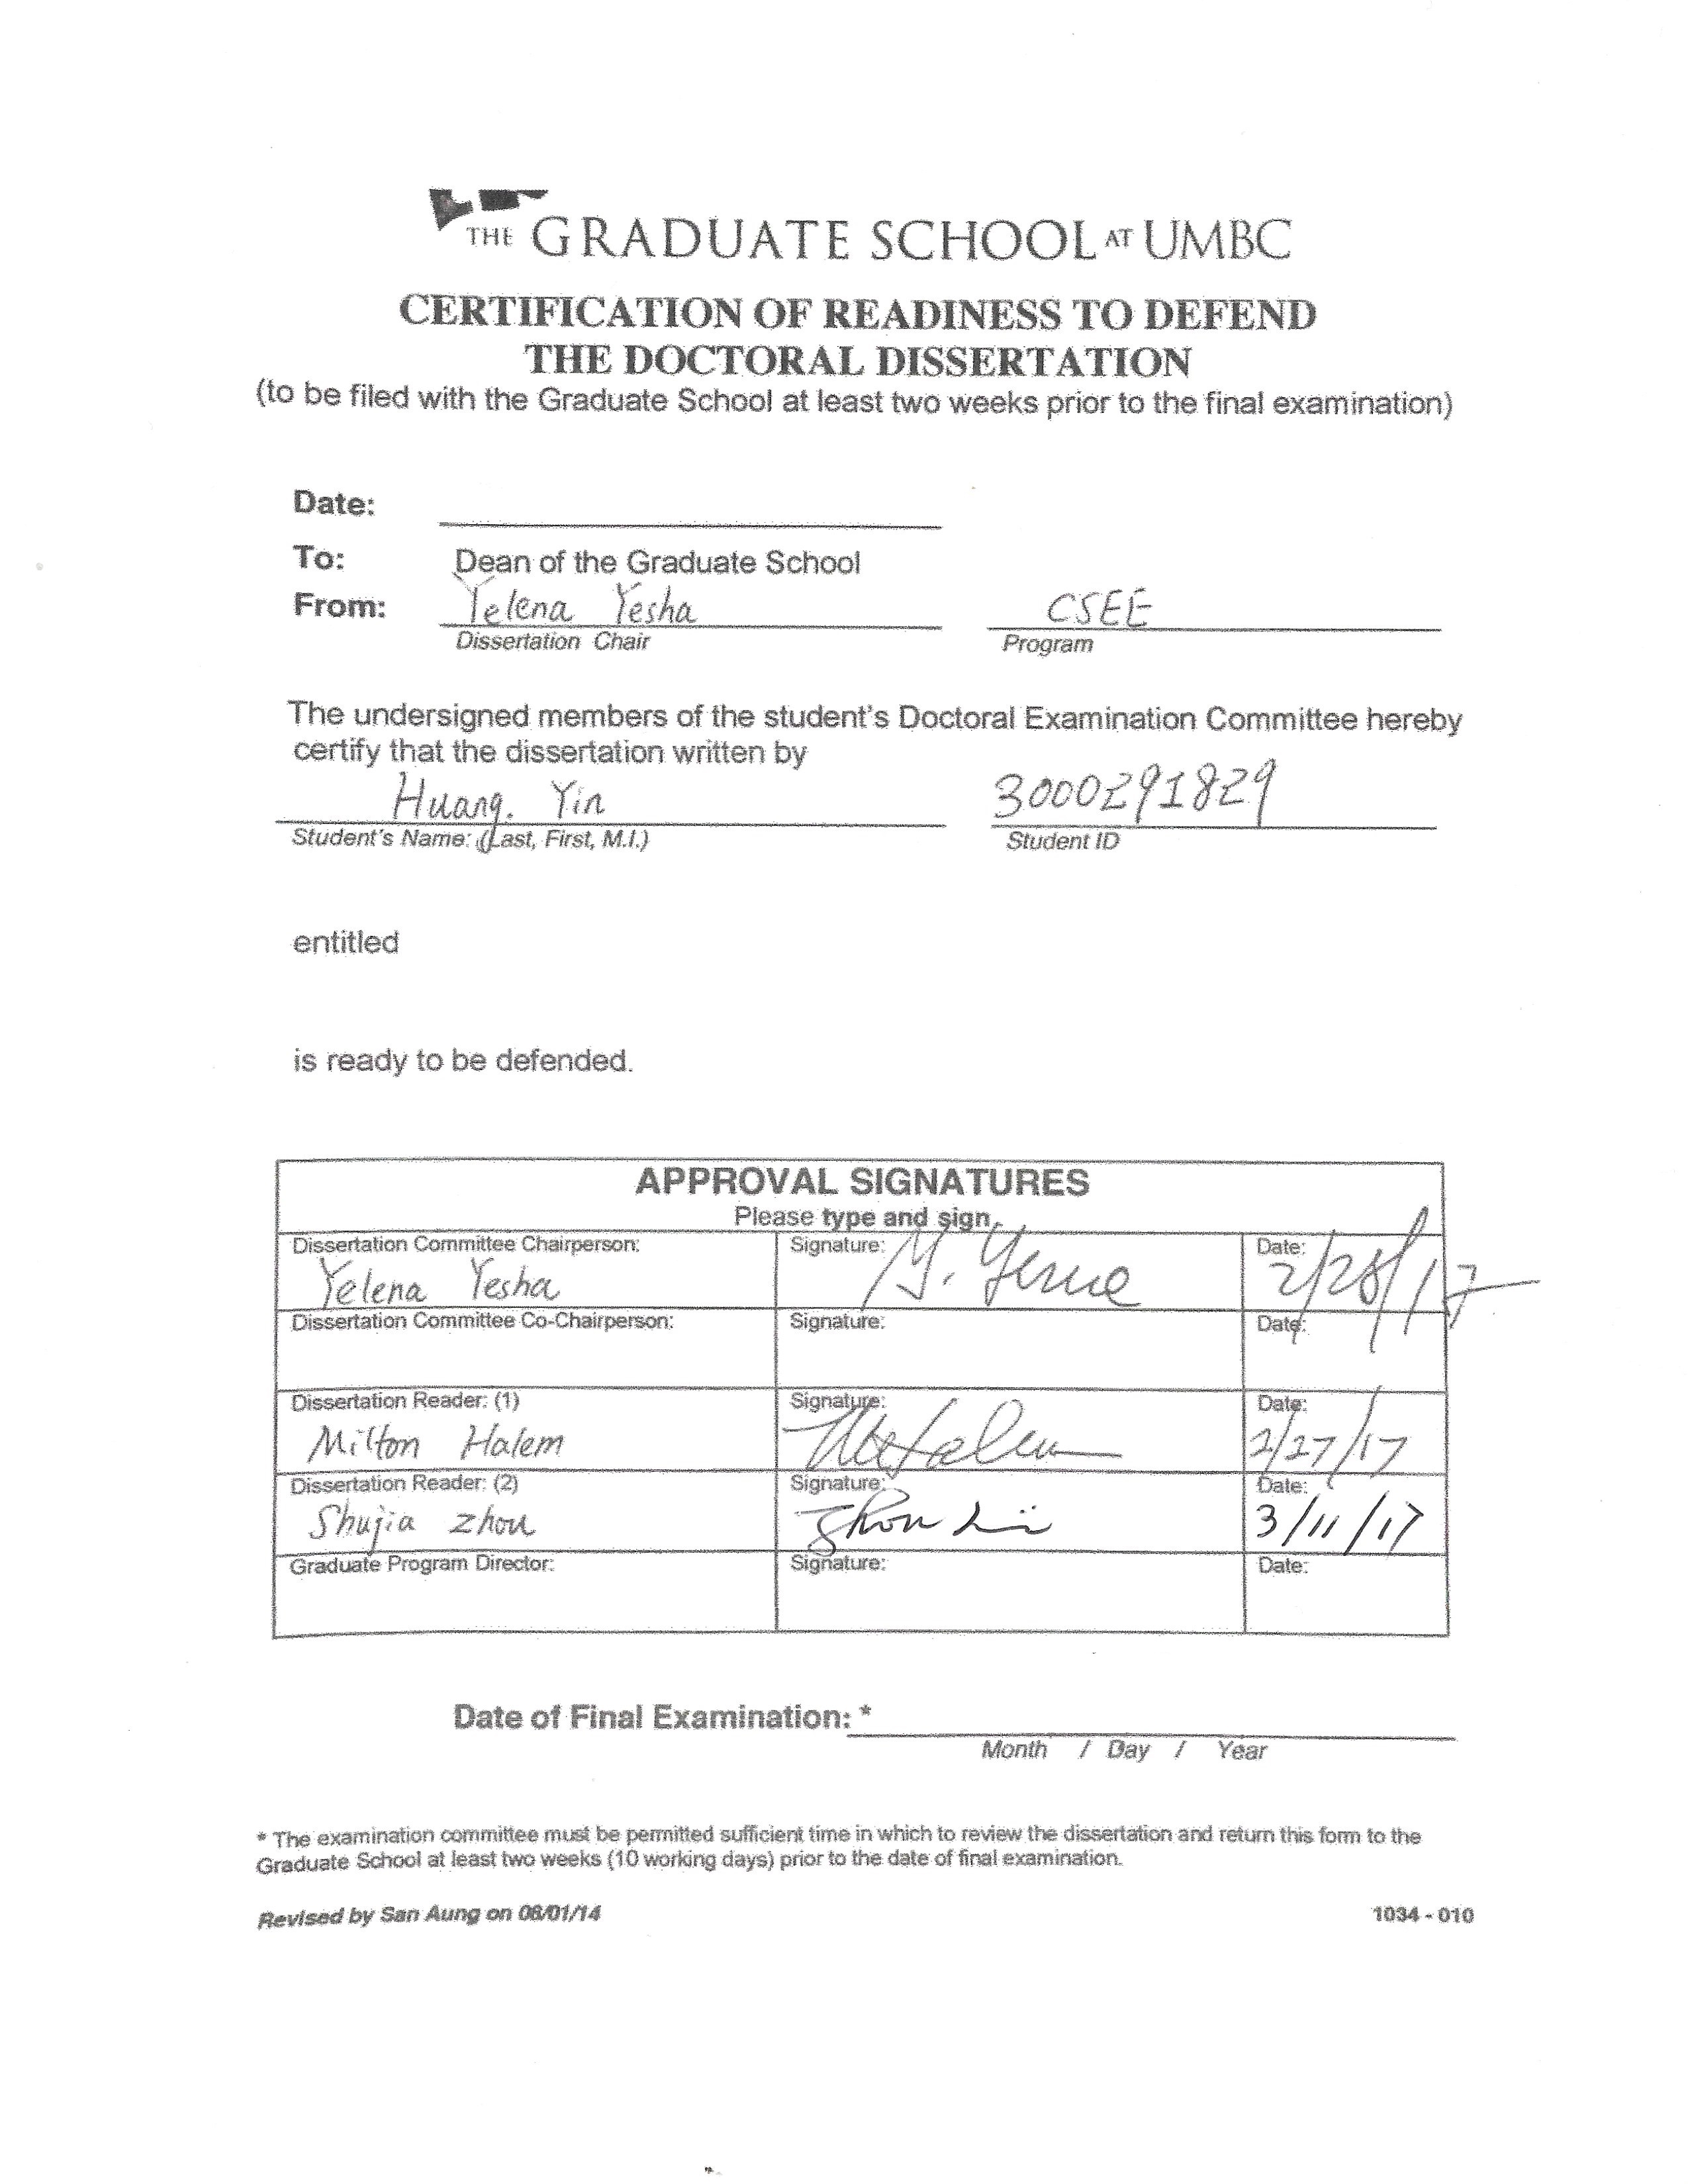 THE GRADUATE SCHOOL AT UMBC
CERTIFICATION OF READINESS TO DEFEND
THE DOCTORAL DISSERTATION
(to be filed with the Graduate School at least two weeks prior to the final examination)
Date:
To: Dean of the Graduate School
From: Yelena Yesha CSEE
Dissertation Chair Program
The undersigned members of the student's Doctoral Examination Committee hereby
certify that the dissertation written by
Huang. Yin 3000291829
Student's Name: (Last, First, M.I.) Student ID
entitled
is ready to be defended.
APPROVAL SIGNATURES
Please type and sign.
Dissertation Committee Chairperson: Signature: Date:
Yelena Yesha Y. Yesha 2/28/17
Dissertation Committee Co-Chairperson: Signature: Date:
Dissertation Reader: (1) Signature: Date:
Milton Halem M Halem 2/27/17
Dissertation Reader: (2) Signature: Date:
Shujia Zhou Zhou 3/11/17
Graduate Program Director: Signature: Date:
Date of Final Examination: *
Month / Day / Year
* The examination committee must be permitted sufficient time in which to review the dissertation and return this form to the
Graduate School at least two weeks (10 working days) prior to the date of final examination.
Revised by San Aung on 08/01/14 1034 - 010